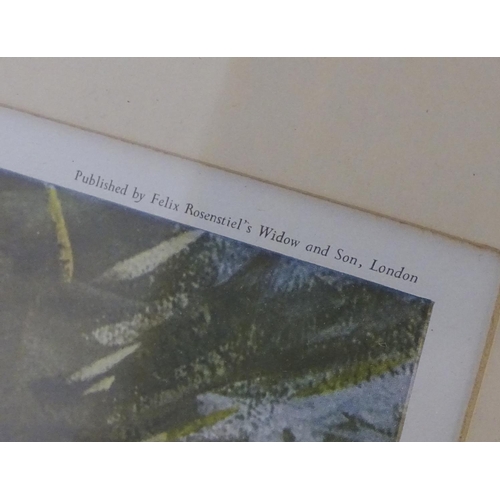 Published by Felix Rosenstiel's Widow and Son, London